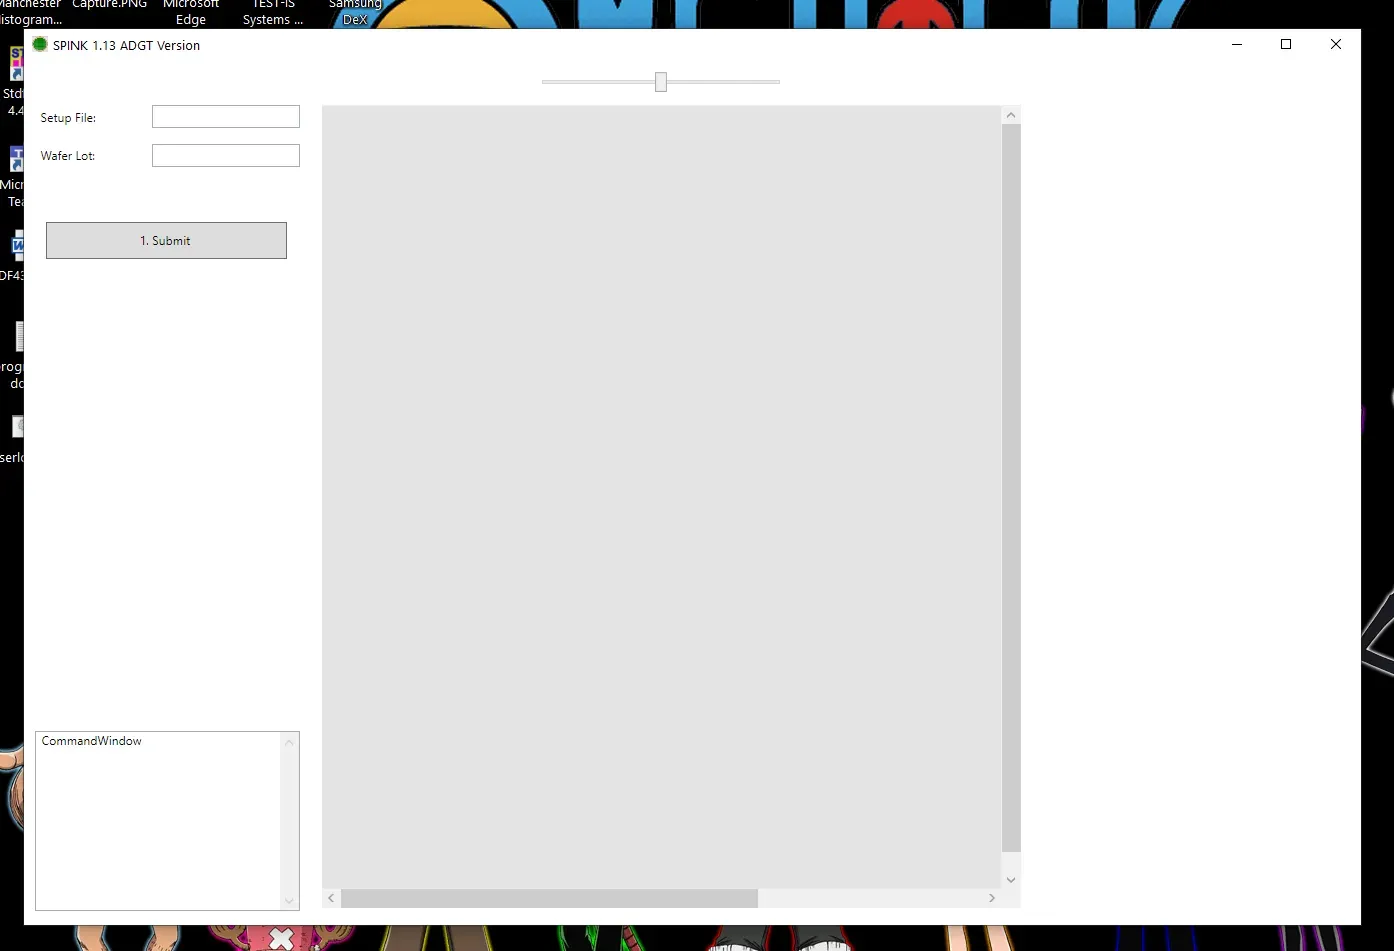 Manchester
Histogram...
Capture.PNG
Microsoft
Edge
TEST-IS
Systems ...
Samsung
DeX
SPINK 1.13 ADGT Version
Setup File:
Wafer Lot:
1. Submit
CommandWindow
Std
4.4
Micr
Tea
DF43
rog
do
serlo